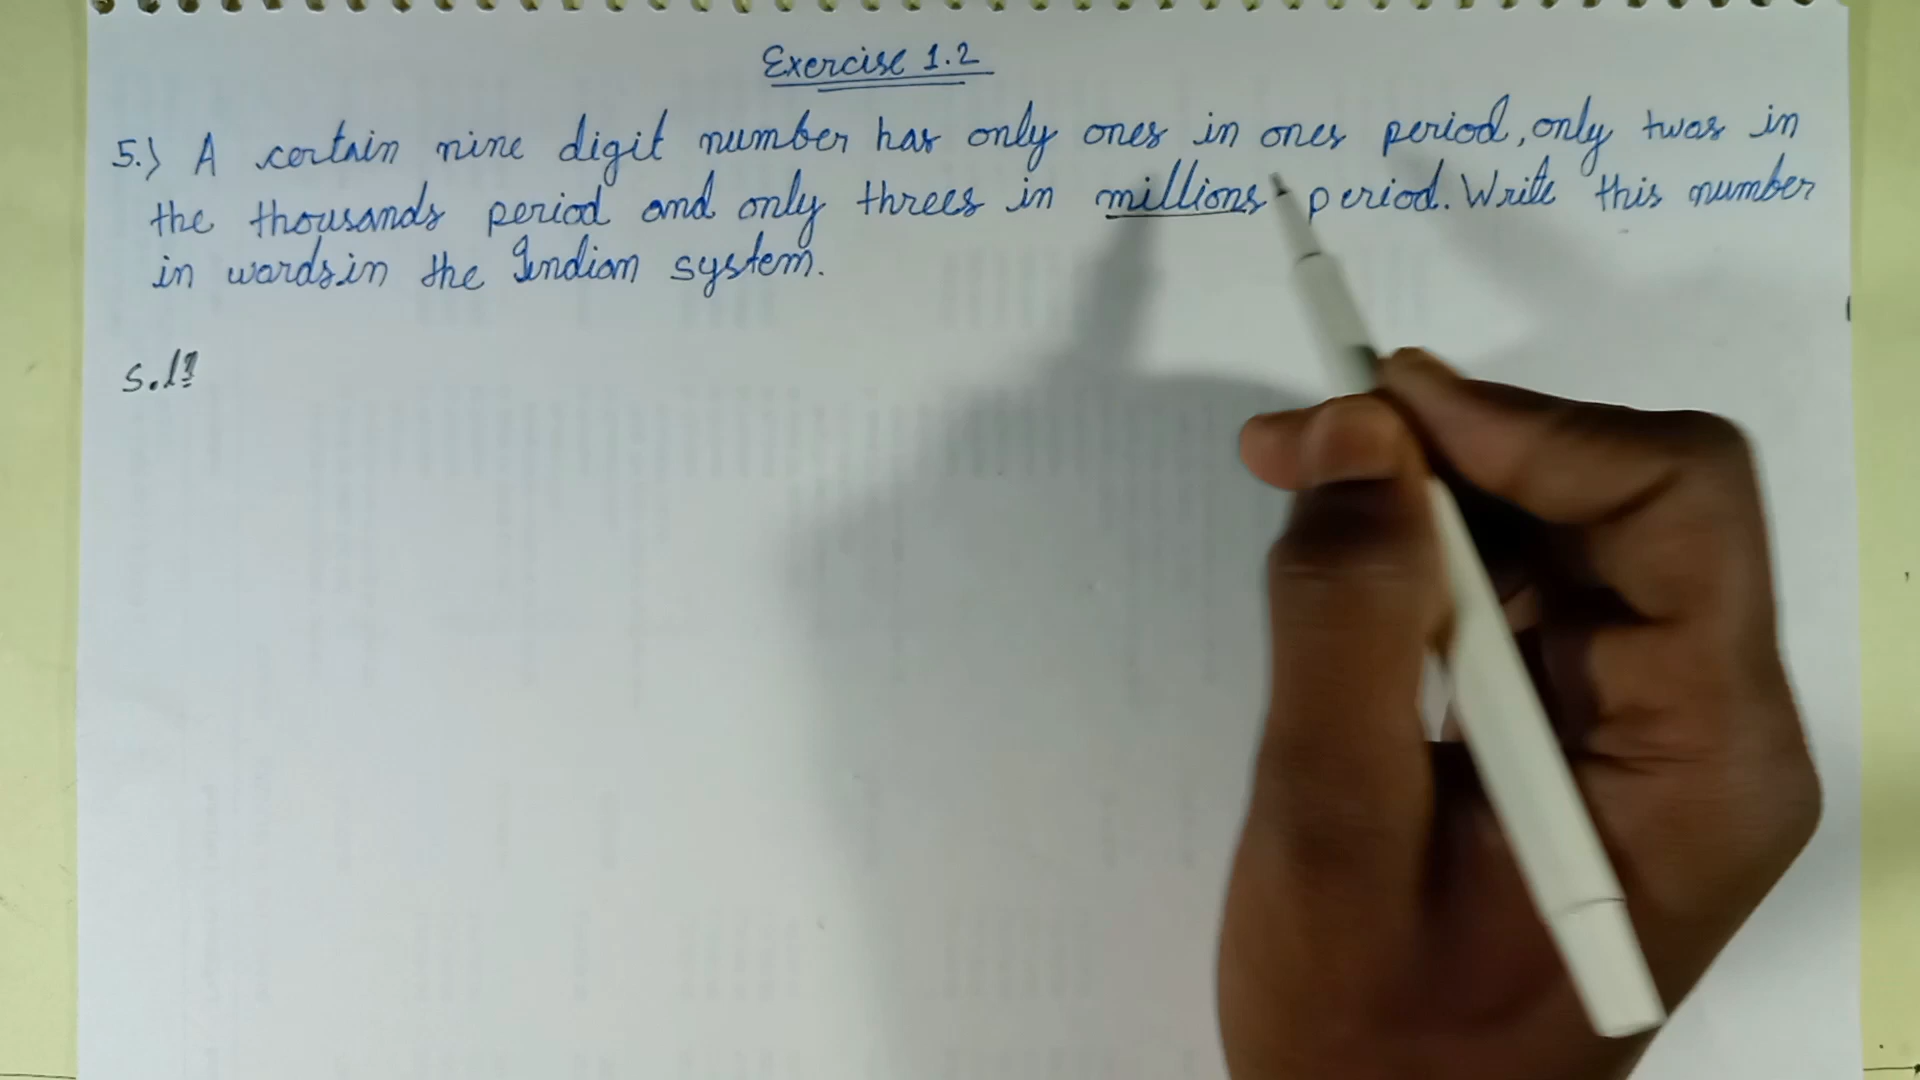 Exercise 1.2
5.) A certain nine digit number has only ones in ones period, only twos in
the thousands period and only threes in millions period. Write this number
in words in the Indian system.
Sol: